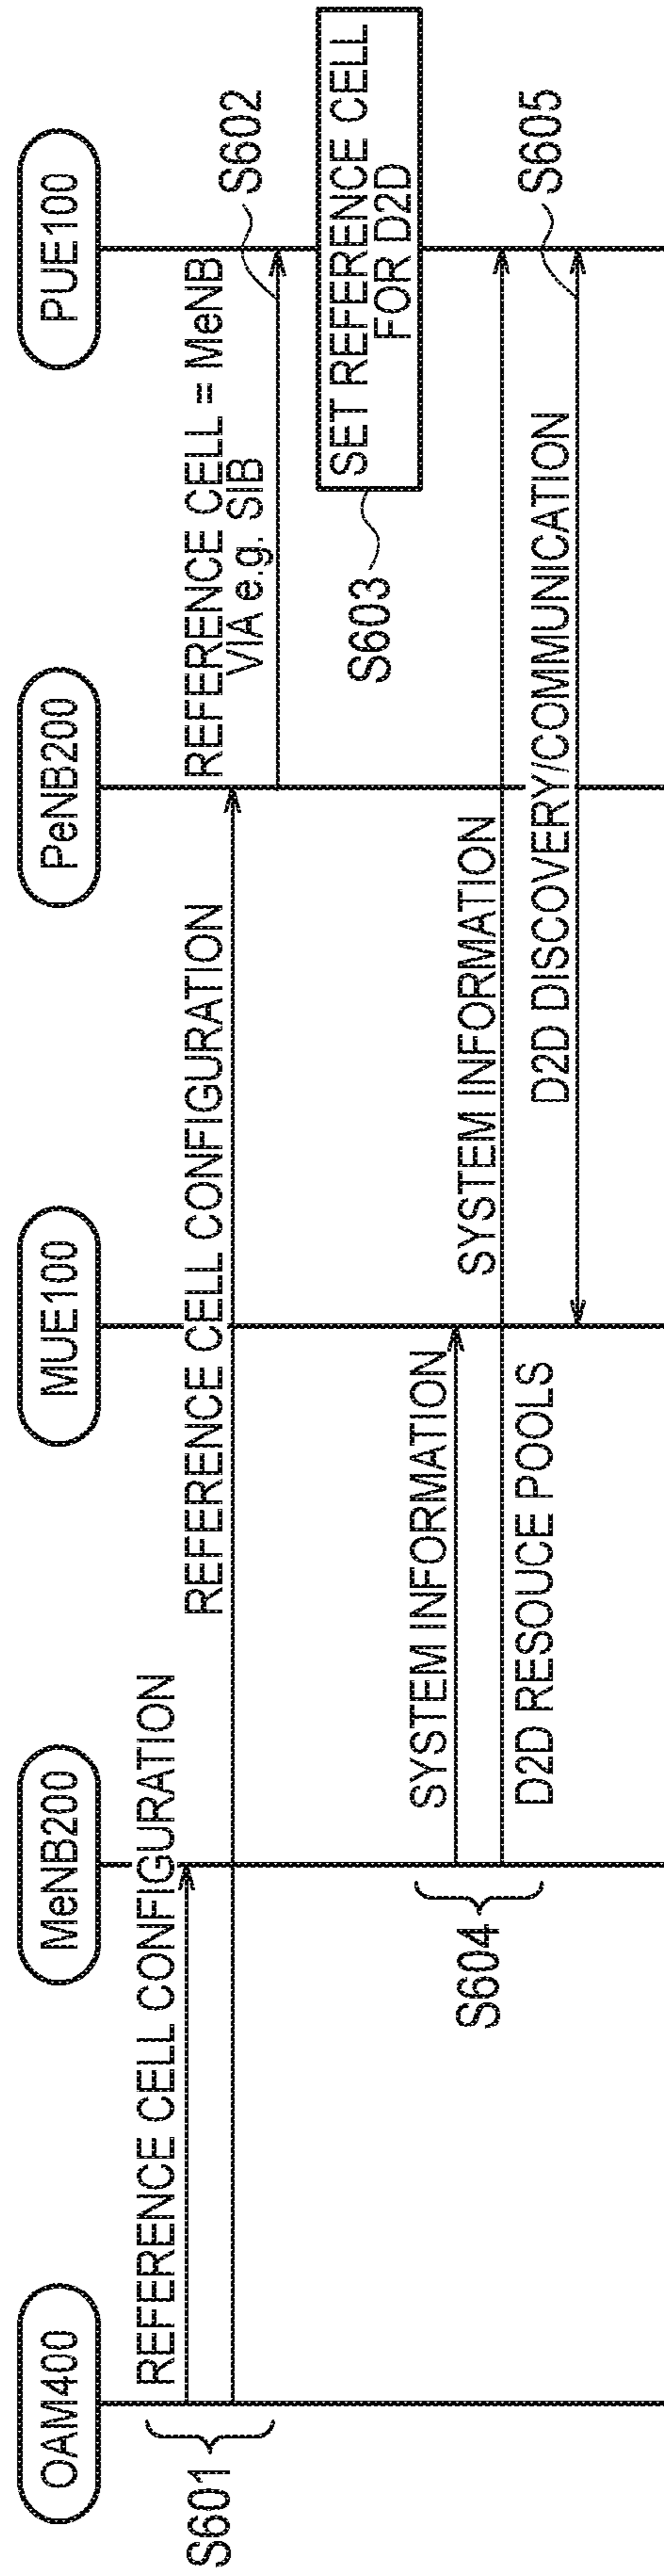 OAM400
MeNB200
MUE100
PeNB200
PUE100
S601
REFERENCE CELL CONFIGURATION
REFERENCE CELL CONFIGURATION
REFERENCE CELL = MeNB
VIA e.g. SIB
S602
S603
SET REFERENCE CELL
FOR D2D
S604
SYSTEM INFORMATION
SYSTEM INFORMATION
D2D RESOUCE POOLS
D2D DISCOVERY/COMMUNICATION
S605